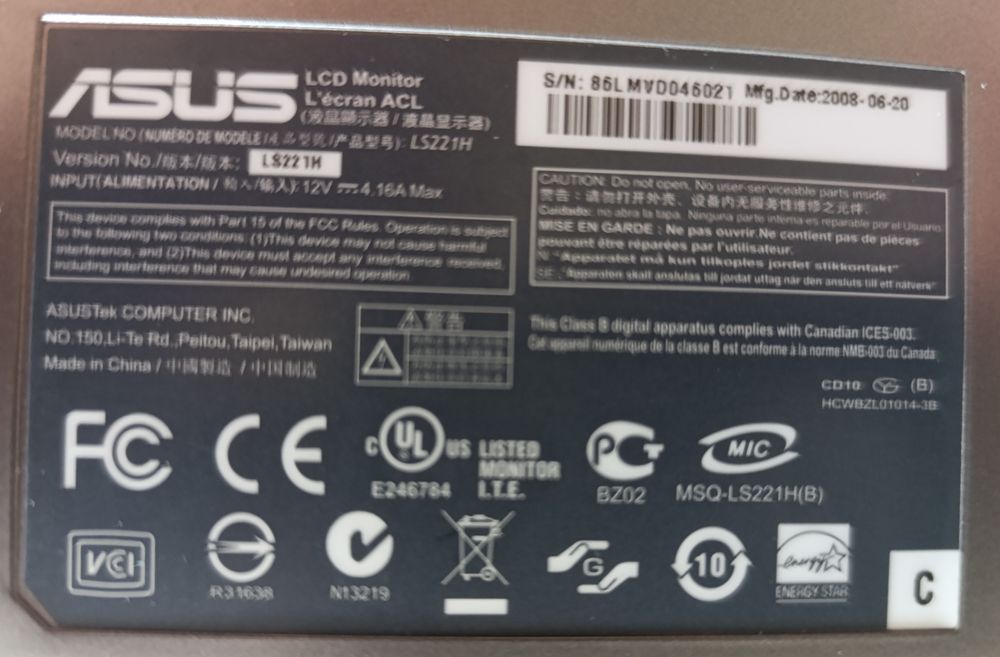 ASUS
LCD Monitor
L'écran ACL
(液晶顯示器 / 液晶显示器)
MODEL NO (NUMÉRO DE MODÈLE/產品型號/产品型号): LS221H
Version No./版本/版本: LS221H
INPUT(ALIMENTATION / 輸入/输入): 12V ⎓ 4.16A Max
This device complies with Part 15 of the FCC Rules. Operation is subject
to the following two conditions: (1)This device may not cause harmful
interference, and (2)This device must accept any interference received,
including interference that may cause undesired operation
ASUSTek COMPUTER INC.
NO.150,Li-Te Rd.,Peitou,Taipei,Taiwan
Made in China / 中國製造 / 中国制造
警告
S/N: 86LMVD046021 Mfg.Date:2008-06-20
CAUTION: Do not open. No user-serviceable parts inside.
警告：请勿打开外壳、设备内无服务性维修之元件.
Cuidado: no abra la tapa. Ninguna parte interna es reparable por el Usuario
MISE EN GARDE : Ne pas ouvrir.Ne contient pas de pièces
pouvant être réparées par l'utilisateur.
N "Apparatet må kun tilkoples jordet stikkontakt"
SE "Apparaten skall anslutas till jordat uttag när den ansluts till ett nätverk"
This Class B digital apparatus complies with Canadian ICES-003.
Cet appareil numérique de la classe B est conforme à la norme NMB-003 du Canada
CD10 (B)
HCWBZL01014-3B
FC CE
C UL US LISTED
MONITOR
I.T.E.
E246784
PCT
BZ02
MIC
MSQ-LS221H(B)
VCCI
R31638
N13219
G
10
energy
ENERGY STAR
C